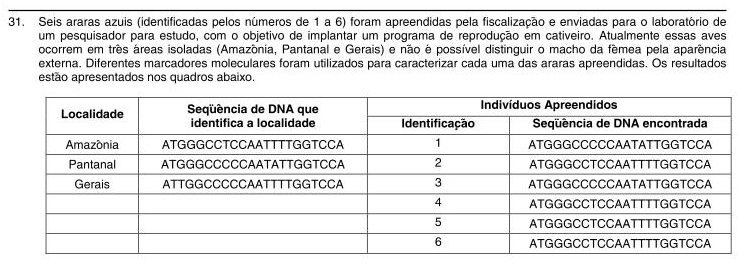 31. Seis araras azuis (identificadas pelos números de 1 a 6) foram apreendidas pela fiscalização e enviadas para o laboratório de
um pesquisador para estudo, com o objetivo de implantar um programa de reprodução em cativeiro. Atualmente essas aves
ocorrem em três áreas isoladas (Amazônia, Pantanal e Gerais) e não é possível distinguir o macho da fêmea pela aparência
externa. Diferentes marcadores moleculares foram utilizados para caracterizar cada uma das araras apreendidas. Os resultados
estão apresentados nos quadros abaixo.
Localidade Seqüência de DNA que identifica a localidade Indivíduos Apreendidos
Identificação Seqüência de DNA encontrada
Amazônia ATGGGCCTCCAATTTTGGTCCA 1 ATGGGCCCCCAATATTGGTCCA
Pantanal ATGGGCCCCCAATATTGGTCCA 2 ATGGGCCTCCAATTTTGGTCCA
Gerais ATTGGCCCCCAATTTTGGTCCA 3 ATGGGCCCCCAATATTGGTCCA
4 ATGGGCCTCCAATTTTGGTCCA
5 ATGGGCCTCCAATTTTGGTCCA
6 ATGGGCCTCCAATTTTGGTCCA